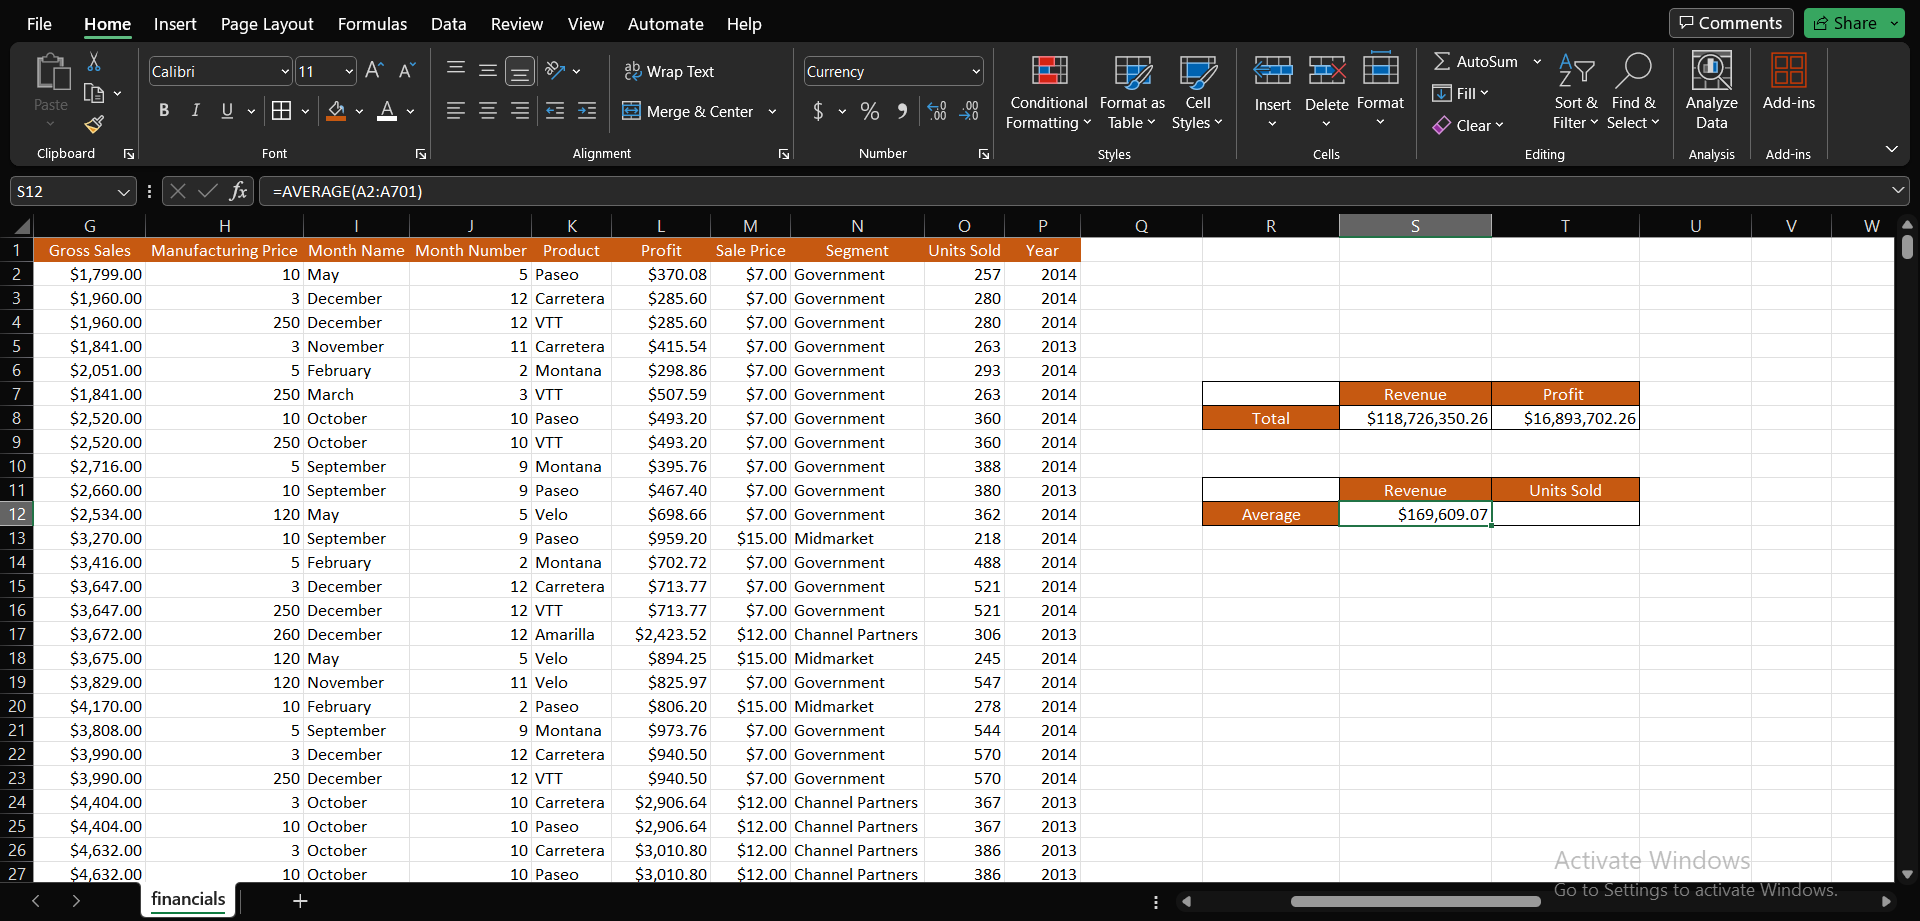 File Home Insert Page Layout Formulas Data Review View Automate Help Comments Share
Calibri 11 Wrap Text Currency AutoSum
Paste Conditional Formatting Format as Table Cell Styles Insert Delete Format Fill Sort & Filter Find & Select Analyze Data Add-ins
B I U Merge & Center $ % Clear
Clipboard Font Alignment Number Styles Cells Editing Analysis Add-ins
S12 fx =AVERAGE(A2:A701)
G H I J K L M N O P Q R S T U V W
1 Gross Sales Manufacturing Price Month Name Month Number Product Profit Sale Price Segment Units Sold Year
2 $1,799.00 10 May 5 Paseo $370.08 $7.00 Government 257 2014
3 $1,960.00 3 December 12 Carretera $285.60 $7.00 Government 280 2014
4 $1,960.00 250 December 12 VTT $285.60 $7.00 Government 280 2014
5 $1,841.00 3 November 11 Carretera $415.54 $7.00 Government 263 2013
6 $2,051.00 5 February 2 Montana $298.86 $7.00 Government 293 2014
7 $1,841.00 250 March 3 VTT $507.59 $7.00 Government 263 2014 Revenue Profit
8 $2,520.00 10 October 10 Paseo $493.20 $7.00 Government 360 2014 Total $118,726,350.26 $16,893,702.26
9 $2,520.00 250 October 10 VTT $493.20 $7.00 Government 360 2014
10 $2,716.00 5 September 9 Montana $395.76 $7.00 Government 388 2014
11 $2,660.00 10 September 9 Paseo $467.40 $7.00 Government 380 2013 Revenue Units Sold
12 $2,534.00 120 May 5 Velo $698.66 $7.00 Government 362 2014 Average $169,609.07
13 $3,270.00 10 September 9 Paseo $959.20 $15.00 Midmarket 218 2014
14 $3,416.00 5 February 2 Montana $702.72 $7.00 Government 488 2014
15 $3,647.00 3 December 12 Carretera $713.77 $7.00 Government 521 2014
16 $3,647.00 250 December 12 VTT $713.77 $7.00 Government 521 2014
17 $3,672.00 260 December 12 Amarilla $2,423.52 $12.00 Channel Partners 306 2013
18 $3,675.00 120 May 5 Velo $894.25 $15.00 Midmarket 245 2014
19 $3,829.00 120 November 11 Velo $825.97 $7.00 Government 547 2014
20 $4,170.00 10 February 2 Paseo $806.20 $15.00 Midmarket 278 2014
21 $3,808.00 5 September 9 Montana $973.76 $7.00 Government 544 2014
22 $3,990.00 3 December 12 Carretera $940.50 $7.00 Government 570 2014
23 $3,990.00 250 December 12 VTT $940.50 $7.00 Government 570 2014
24 $4,404.00 3 October 10 Carretera $2,906.64 $12.00 Channel Partners 367 2013
25 $4,404.00 10 October 10 Paseo $2,906.64 $12.00 Channel Partners 367 2013
26 $4,632.00 3 October 10 Carretera $3,010.80 $12.00 Channel Partners 386 2013
27 $4,632.00 10 October 10 Paseo $3,010.80 $12.00 Channel Partners 386 2013
Activate Windows
Go to Settings to activate Windows.
financials